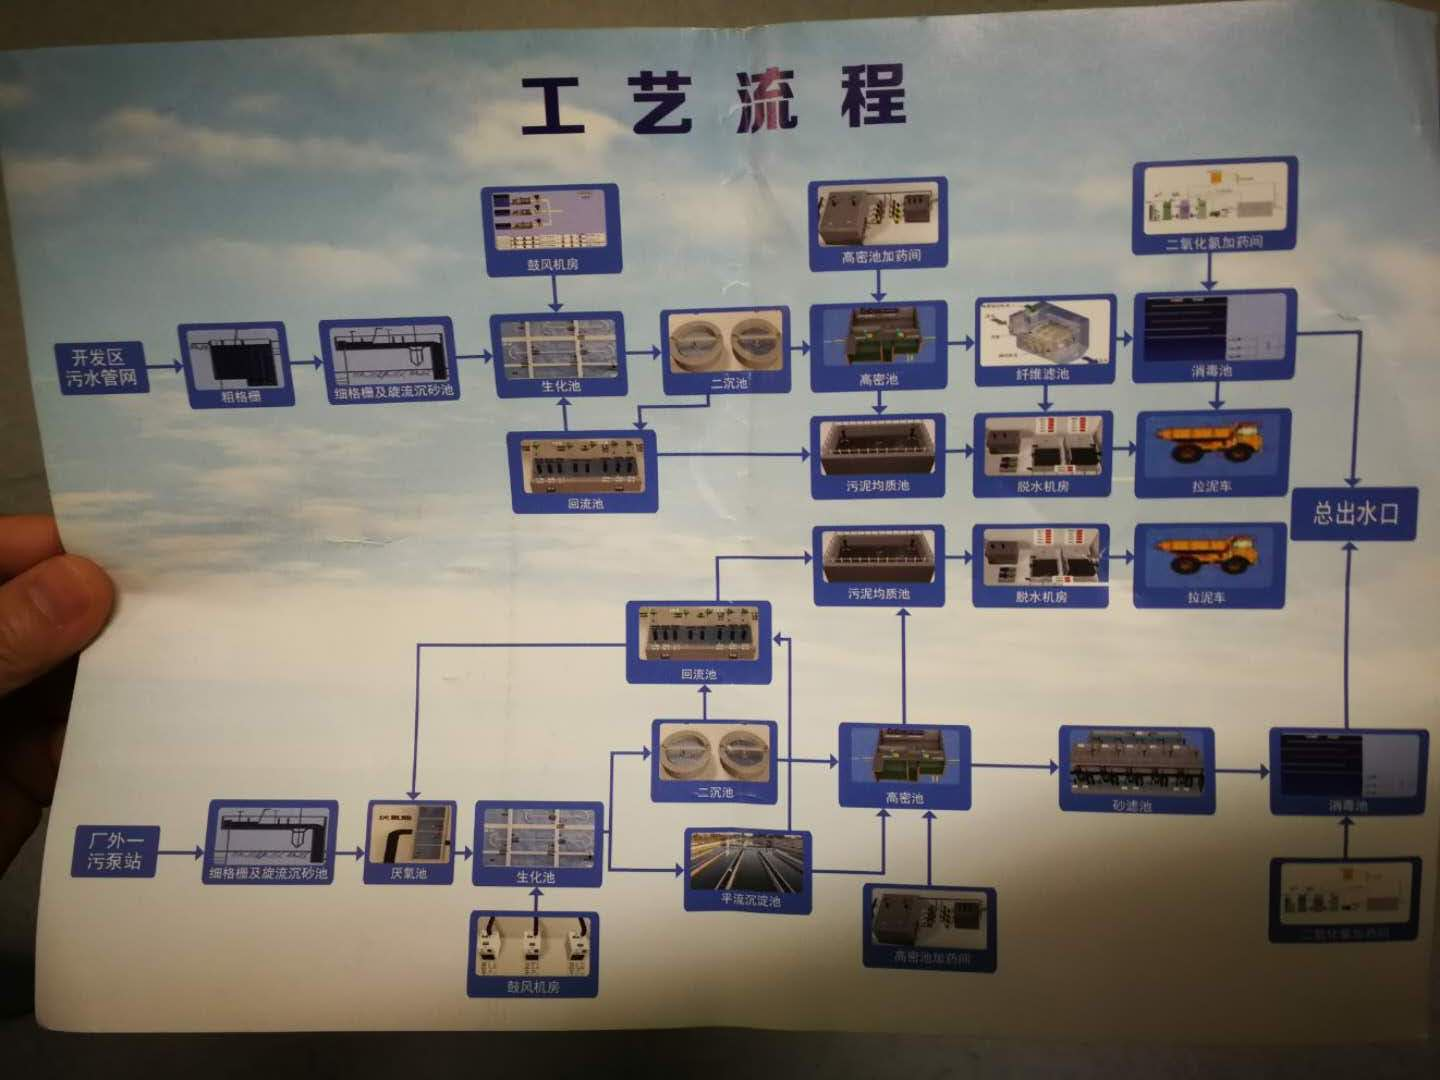 工艺流程
鼓风机房
高密池加药间
二氧化氯加药间
开发区
污水管网
粗格栅
细格栅及旋流沉砂池
生化池
二沉池
高密池
纤维滤池
消毒池
回流池
污泥均质池
脱水机房
拉泥车
总出水口
污泥均质池
脱水机房
拉泥车
回流池
二沉池
高密池
砂滤池
消毒池
厂外一
污泵站
细格栅及旋流沉砂池
厌氧池
生化池
平流沉淀池
鼓风机房
高密池加药间
二氧化氯加药间